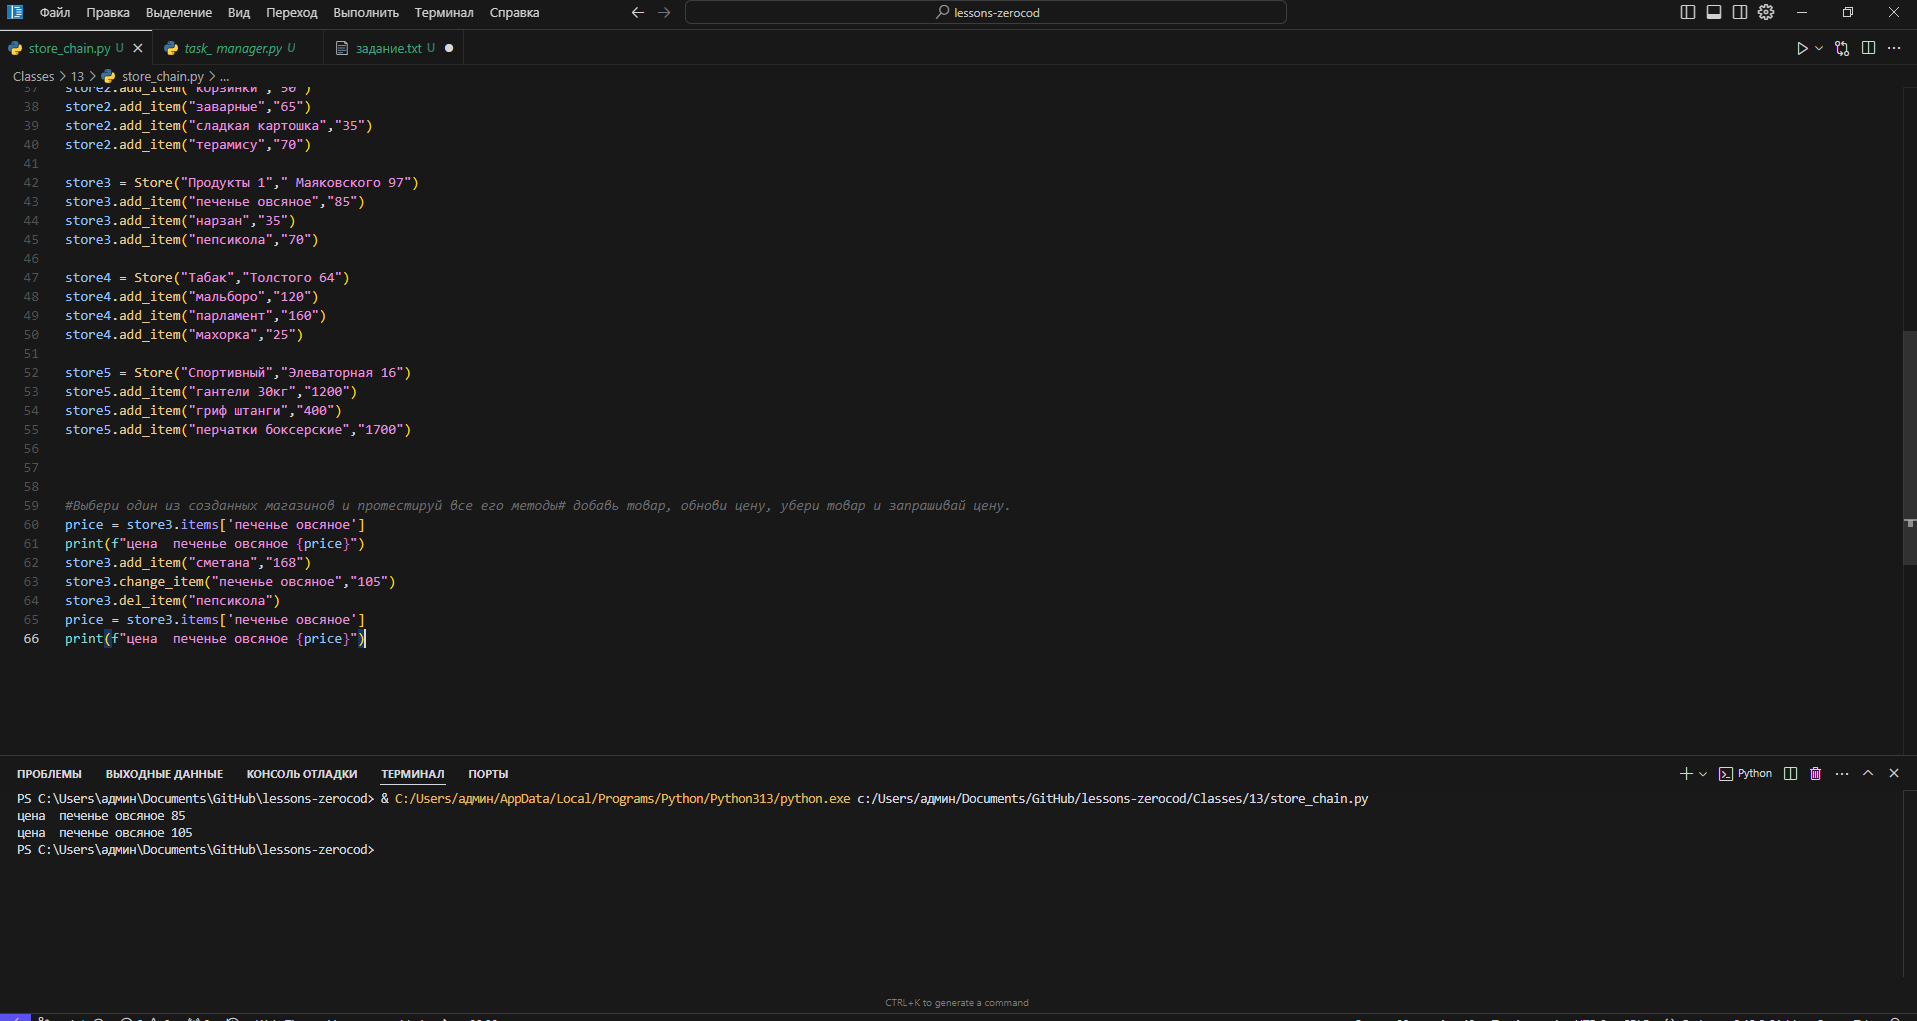 Файл Правка Выделение Вид Переход Выполнить Терминал Справка
lessons-zerocod
store_chain.py U
task_ manager.py U
задание.txt U
Classes > 13 > store_chain.py > ...
37 store2.add_item("корзинки","50")
38 store2.add_item("заварные","65")
39 store2.add_item("сладкая картошка","35")
40 store2.add_item("терамису","70")
41
42 store3 = Store("Продукты 1"," Маяковского 97")
43 store3.add_item("печенье овсяное","85")
44 store3.add_item("нарзан","35")
45 store3.add_item("пепсикола","70")
46
47 store4 = Store("Табак","Толстого 64")
48 store4.add_item("мальборо","120")
49 store4.add_item("парламент","160")
50 store4.add_item("махорка","25")
51
52 store5 = Store("Спортивный","Элеваторная 16")
53 store5.add_item("гантели 30кг","1200")
54 store5.add_item("гриф штанги","400")
55 store5.add_item("перчатки боксерские","1700")
56
57
58
59 #Выбери один из созданных магазинов и протестируй все его методы# добавь товар, обнови цену, убери товар и запрашивай цену.
60 price = store3.items['печенье овсяное']
61 print(f"цена  печенье овсяное {price}")
62 store3.add_item("сметана","168")
63 store3.change_item("печенье овсяное","105")
64 store3.del_item("пепсикола")
65 price = store3.items['печенье овсяное']
66 print(f"цена  печенье овсяное {price}")
ПРОБЛЕМЫ ВЫХОДНЫЕ ДАННЫЕ КОНСОЛЬ ОТЛАДКИ ТЕРМИНАЛ ПОРТЫ
Python
PS C:\Users\админ\Documents\GitHub\lessons-zerocod> & C:/Users/админ/AppData/Local/Programs/Python/Python313/python.exe c:/Users/админ/Documents/GitHub/lessons-zerocod/Classes/13/store_chain.py
цена  печенье овсяное 85
цена  печенье овсяное 105
PS C:\Users\админ\Documents\GitHub\lessons-zerocod>
CTRL+K to generate a command